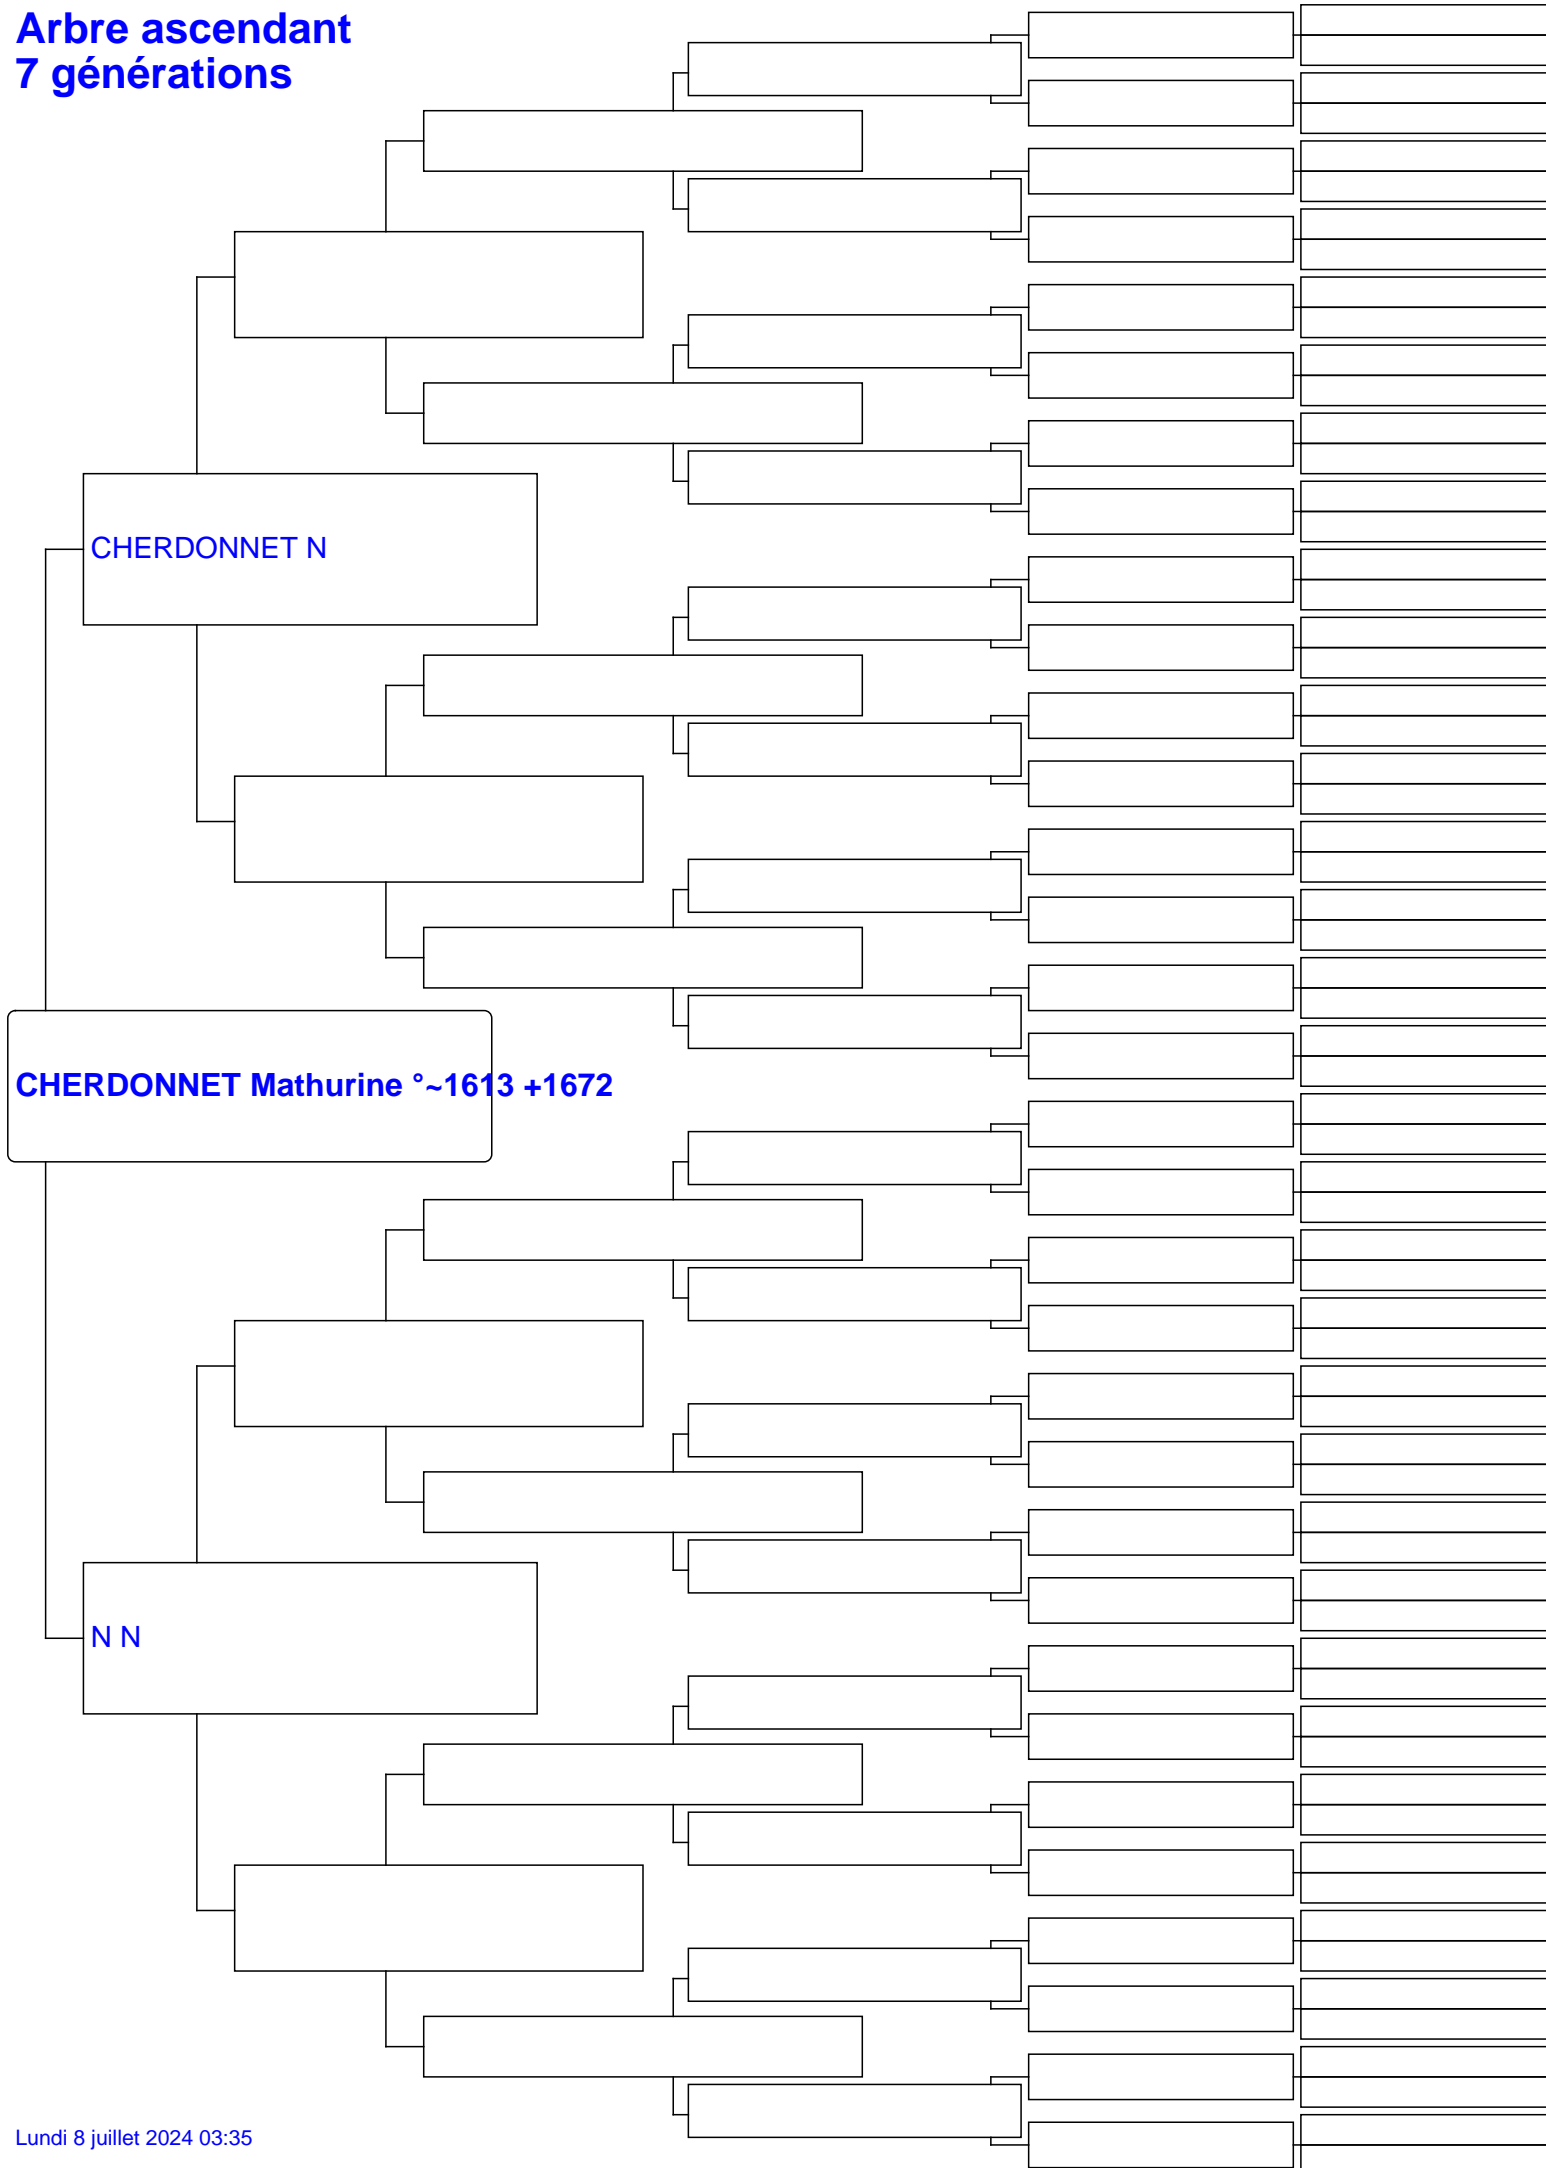 Arbre ascendant
7 générations
CHERDONNET N
CHERDONNET Mathurine °~1613 +1672
N N
Lundi 8 juillet 2024 03:35